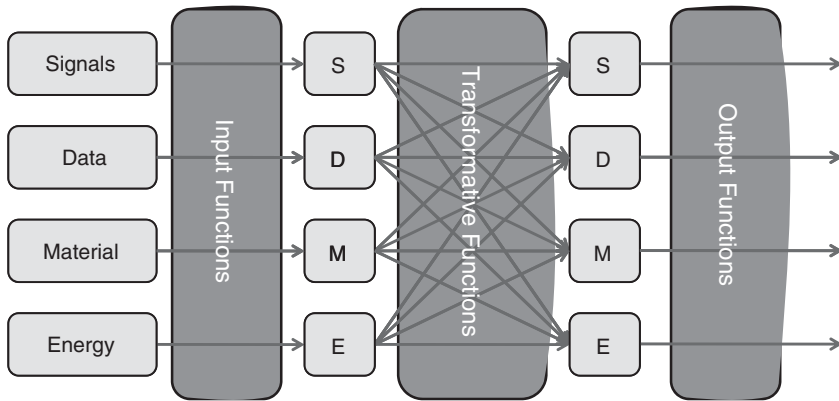 Signals
Data
Material
Energy
Input Functions
S
D
M
E
Transformative Functions
S
D
M
E
Output Functions